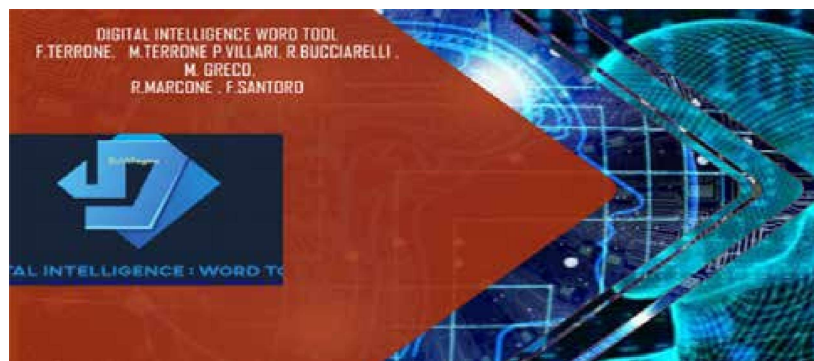 DIGITAL INTELLIGENCE WORD TOOL
F.TERRONE, M.TERRONE P.VILLARI, R.BUCCIARELLI ,
M. GRECO,
R.MARCONE , F.SANTORO
TAL INTELLIGENCE : WORD TO